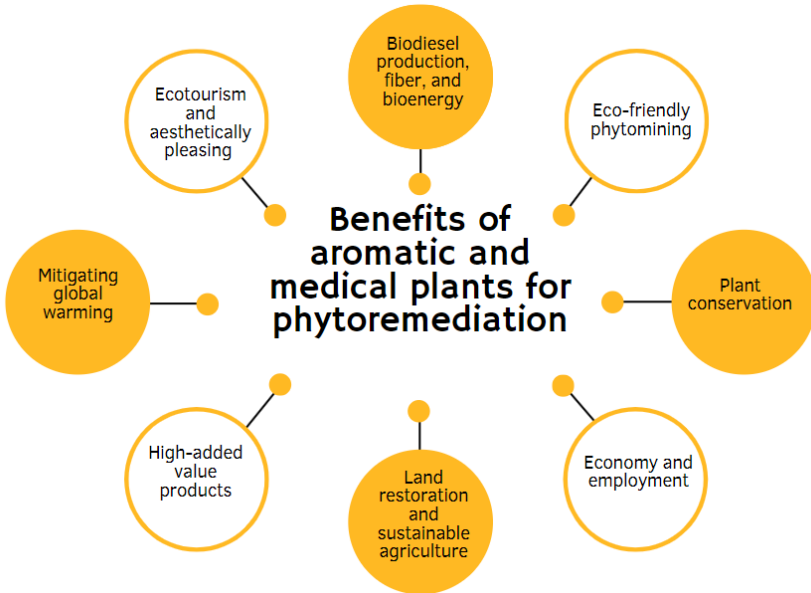 Biodiesel
production,
fiber, and
bioenergy
Ecotourism
and
aesthetically
pleasing
Eco-friendly
phytomining
Benefits of
aromatic and
medical plants for
phytoremediation
Mitigating
global
warming
Plant
conservation
High-added
value
products
Land
restoration
and
sustainable
agriculture
Economy and
employment